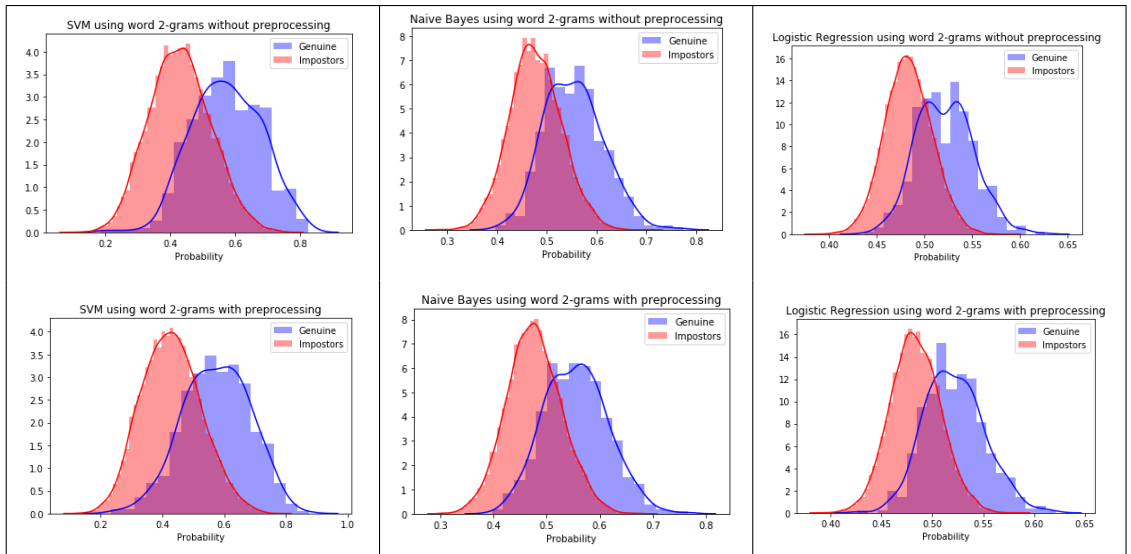 SVM using word 2-grams without preprocessing
Genuine
Impostors
4.0
3.5
3.0
2.5
2.0
1.5
1.0
0.5
0.0
0.2 0.4 0.6 0.8
Probability
Naive Bayes using word 2-grams without preprocessing
Genuine
Impostors
8
7
6
5
4
3
2
1
0
0.3 0.4 0.5 0.6 0.7 0.8
Probability
Logistic Regression using word 2-grams without preprocessing
Genuine
Impostors
16
14
12
10
8
6
4
2
0
0.40 0.45 0.50 0.55 0.60 0.65
Probability
SVM using word 2-grams with preprocessing
Genuine
Impostors
4.0
3.5
3.0
2.5
2.0
1.5
1.0
0.5
0.0
0.2 0.4 0.6 0.8 1.0
Probability
Naive Bayes using word 2-grams with preprocessing
Genuine
Impostors
8
7
6
5
4
3
2
1
0
0.3 0.4 0.5 0.6 0.7 0.8
Probability
Logistic Regression using word 2-grams with preprocessing
Genuine
Impostors
16
14
12
10
8
6
4
2
0
0.40 0.45 0.50 0.55 0.60 0.65
Probability